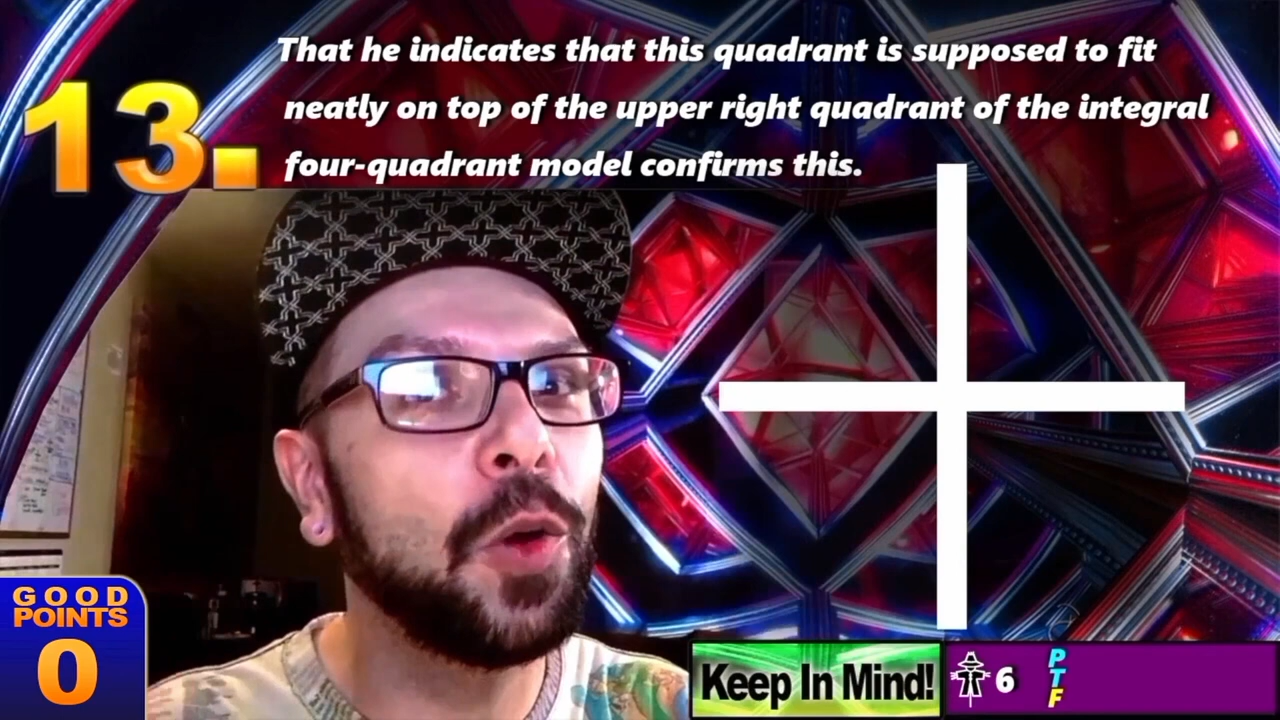 13.
That he indicates that this quadrant is supposed to fit
neatly on top of the upper right quadrant of the integral
four-quadrant model confirms this.
GOOD
POINTS
0
Keep In Mind!
6
P
T
F